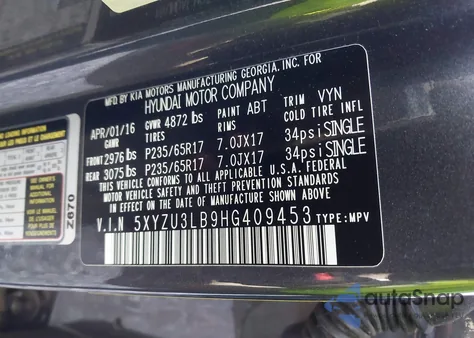 MFD.BY KIA MOTORS MANUFACTURING GEORGIA, INC. FOR
HYUNDAI MOTOR COMPANY
APR/01/16 GVWR 4872 lbs PAINT ABT TRIM VYN
GAWR TIRES RIMS COLD TIRE INFL
FRONT 2976 lbs P235/65R17 7.0JX17 34psi SINGLE
REAR 3075 lbs P235/65R17 7.0JX17 34psi SINGLE
THIS VEHICLE CONFORMS TO ALL APPLICABLE U.S.A FEDERAL
MOTOR VEHICLE SAFETY AND THEFT PREVENTION STANDARDS
IN EFFECT ON THE DATE OF MANUFACTURE SHOWN ABOVE.
V.I.N 5XYZU3LB9HG409453 TYPE:MPV
Z670
LOADING INFORMATION
autoSnap